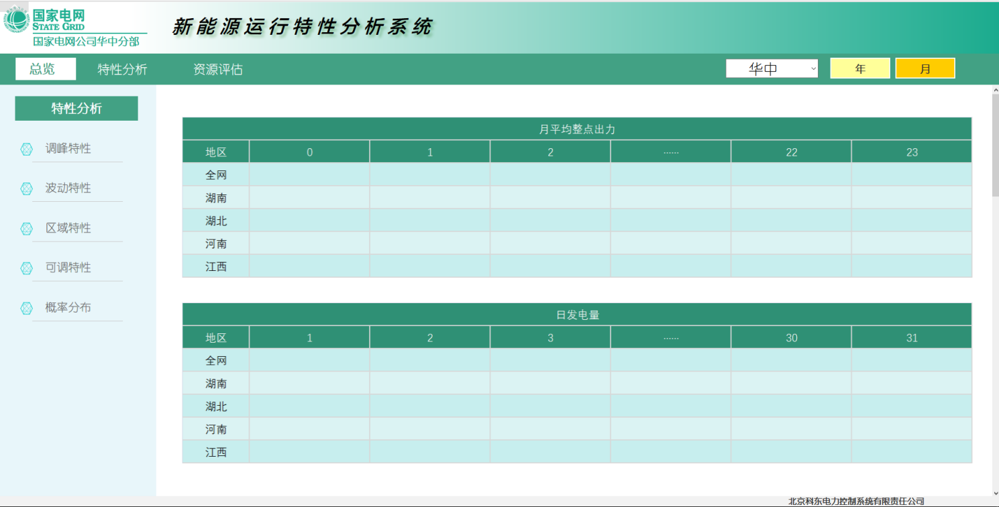 国家电网
STATE GRID
国家电网公司华中分部
新能源运行特性分析系统
总览 特性分析 资源评估 华中 年 月
特性分析
调峰特性
波动特性
区域特性
可调特性
概率分布
月平均整点出力
地区 0 1 2 ...... 22 23
全网
湖南
湖北
河南
江西
日发电量
地区 1 2 3 ...... 30 31
全网
湖南
湖北
河南
江西
北京科东电力控制系统有限责任公司